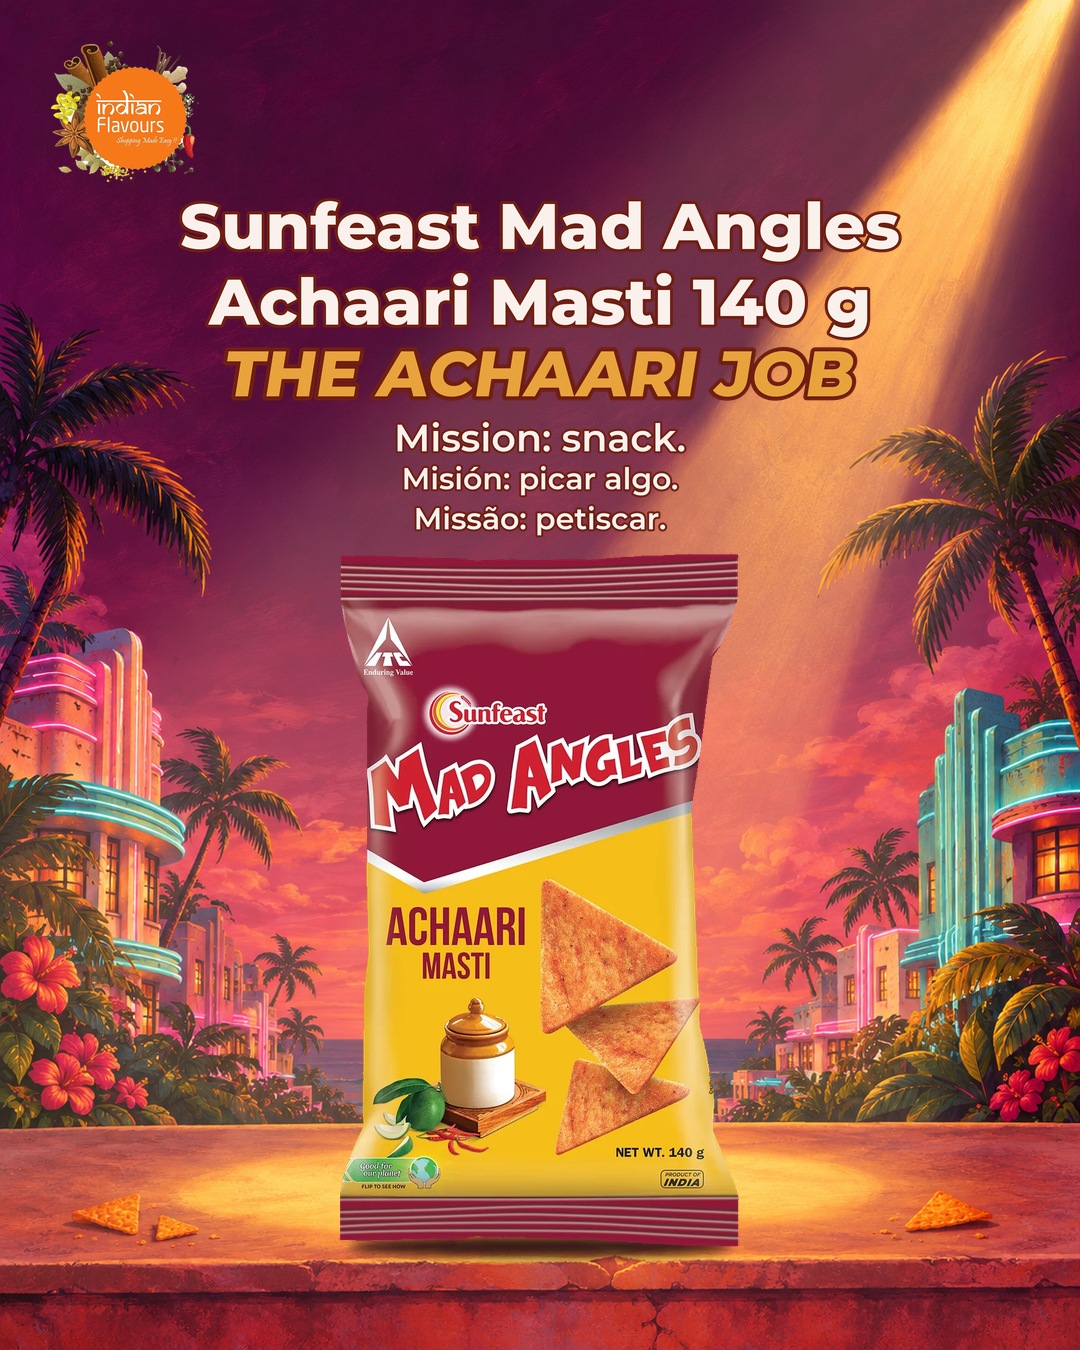 indian
Flavours
Shopping Made Easy !!
Sunfeast Mad Angles
Achaari Masti 140 g
THE ACHAARI JOB
Mission: snack.
Misión: picar algo.
Missão: petiscar.
ITC
Enduring Value
Sunfeast
MAD ANGLES
ACHAARI
MASTI
NET WT. 140 g
Good for
our planet
FLIP TO SEE HOW
PRODUCT OF
INDIA